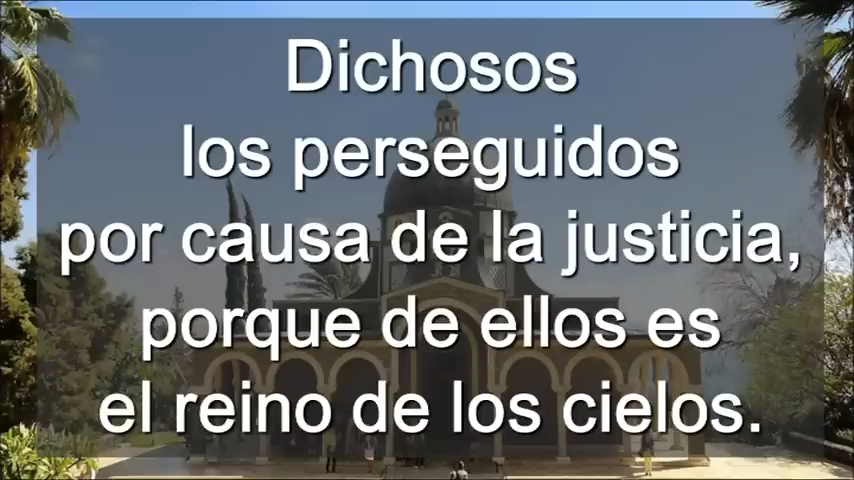 Dichosos
los perseguidos
por causa de la justicia,
porque de ellos es
el reino de los cielos.